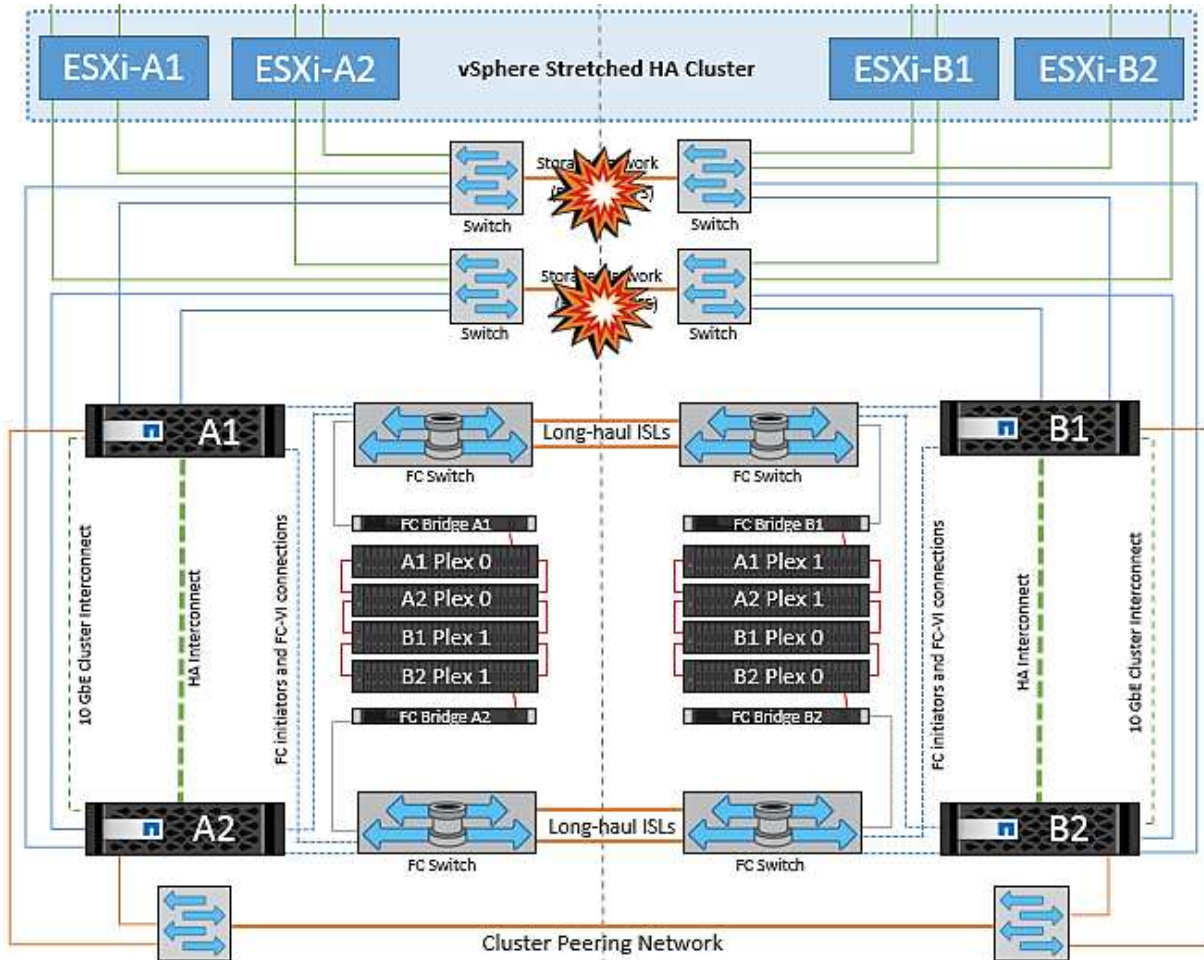 ESXi-A1
ESXi-A2
vSphere Stretched HA Cluster
ESXi-B1
ESXi-B2
Switch
Switch
Switch
Switch
A1
B1
Long-haul ISLs
FC Switch
FC Switch
FC Bridge A1
FC Bridge B1
A1 Plex 0
A1 Plex 1
A2 Plex 0
A2 Plex 1
B1 Plex 1
B1 Plex 0
B2 Plex 1
B2 Plex 0
FC Bridge A2
FC Bridge B2
10 GbE Cluster Interconnect
HA Interconnect
FC initiators and FC-VI connections
FC initiators and FC-VI connections
HA Interconnect
10 GbE Cluster Interconnect
A2
B2
Long-haul ISLs
FC Switch
FC Switch
Cluster Peering Network